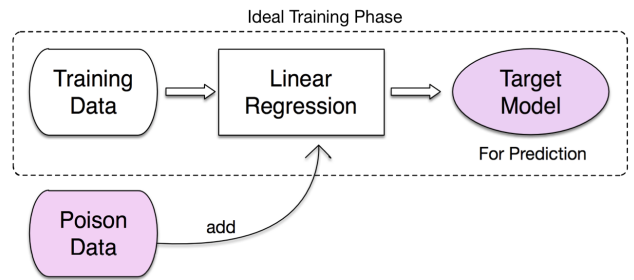 Ideal Training Phase
Training
Data
Linear
Regression
Target
Model
For Prediction
Poison
Data
add